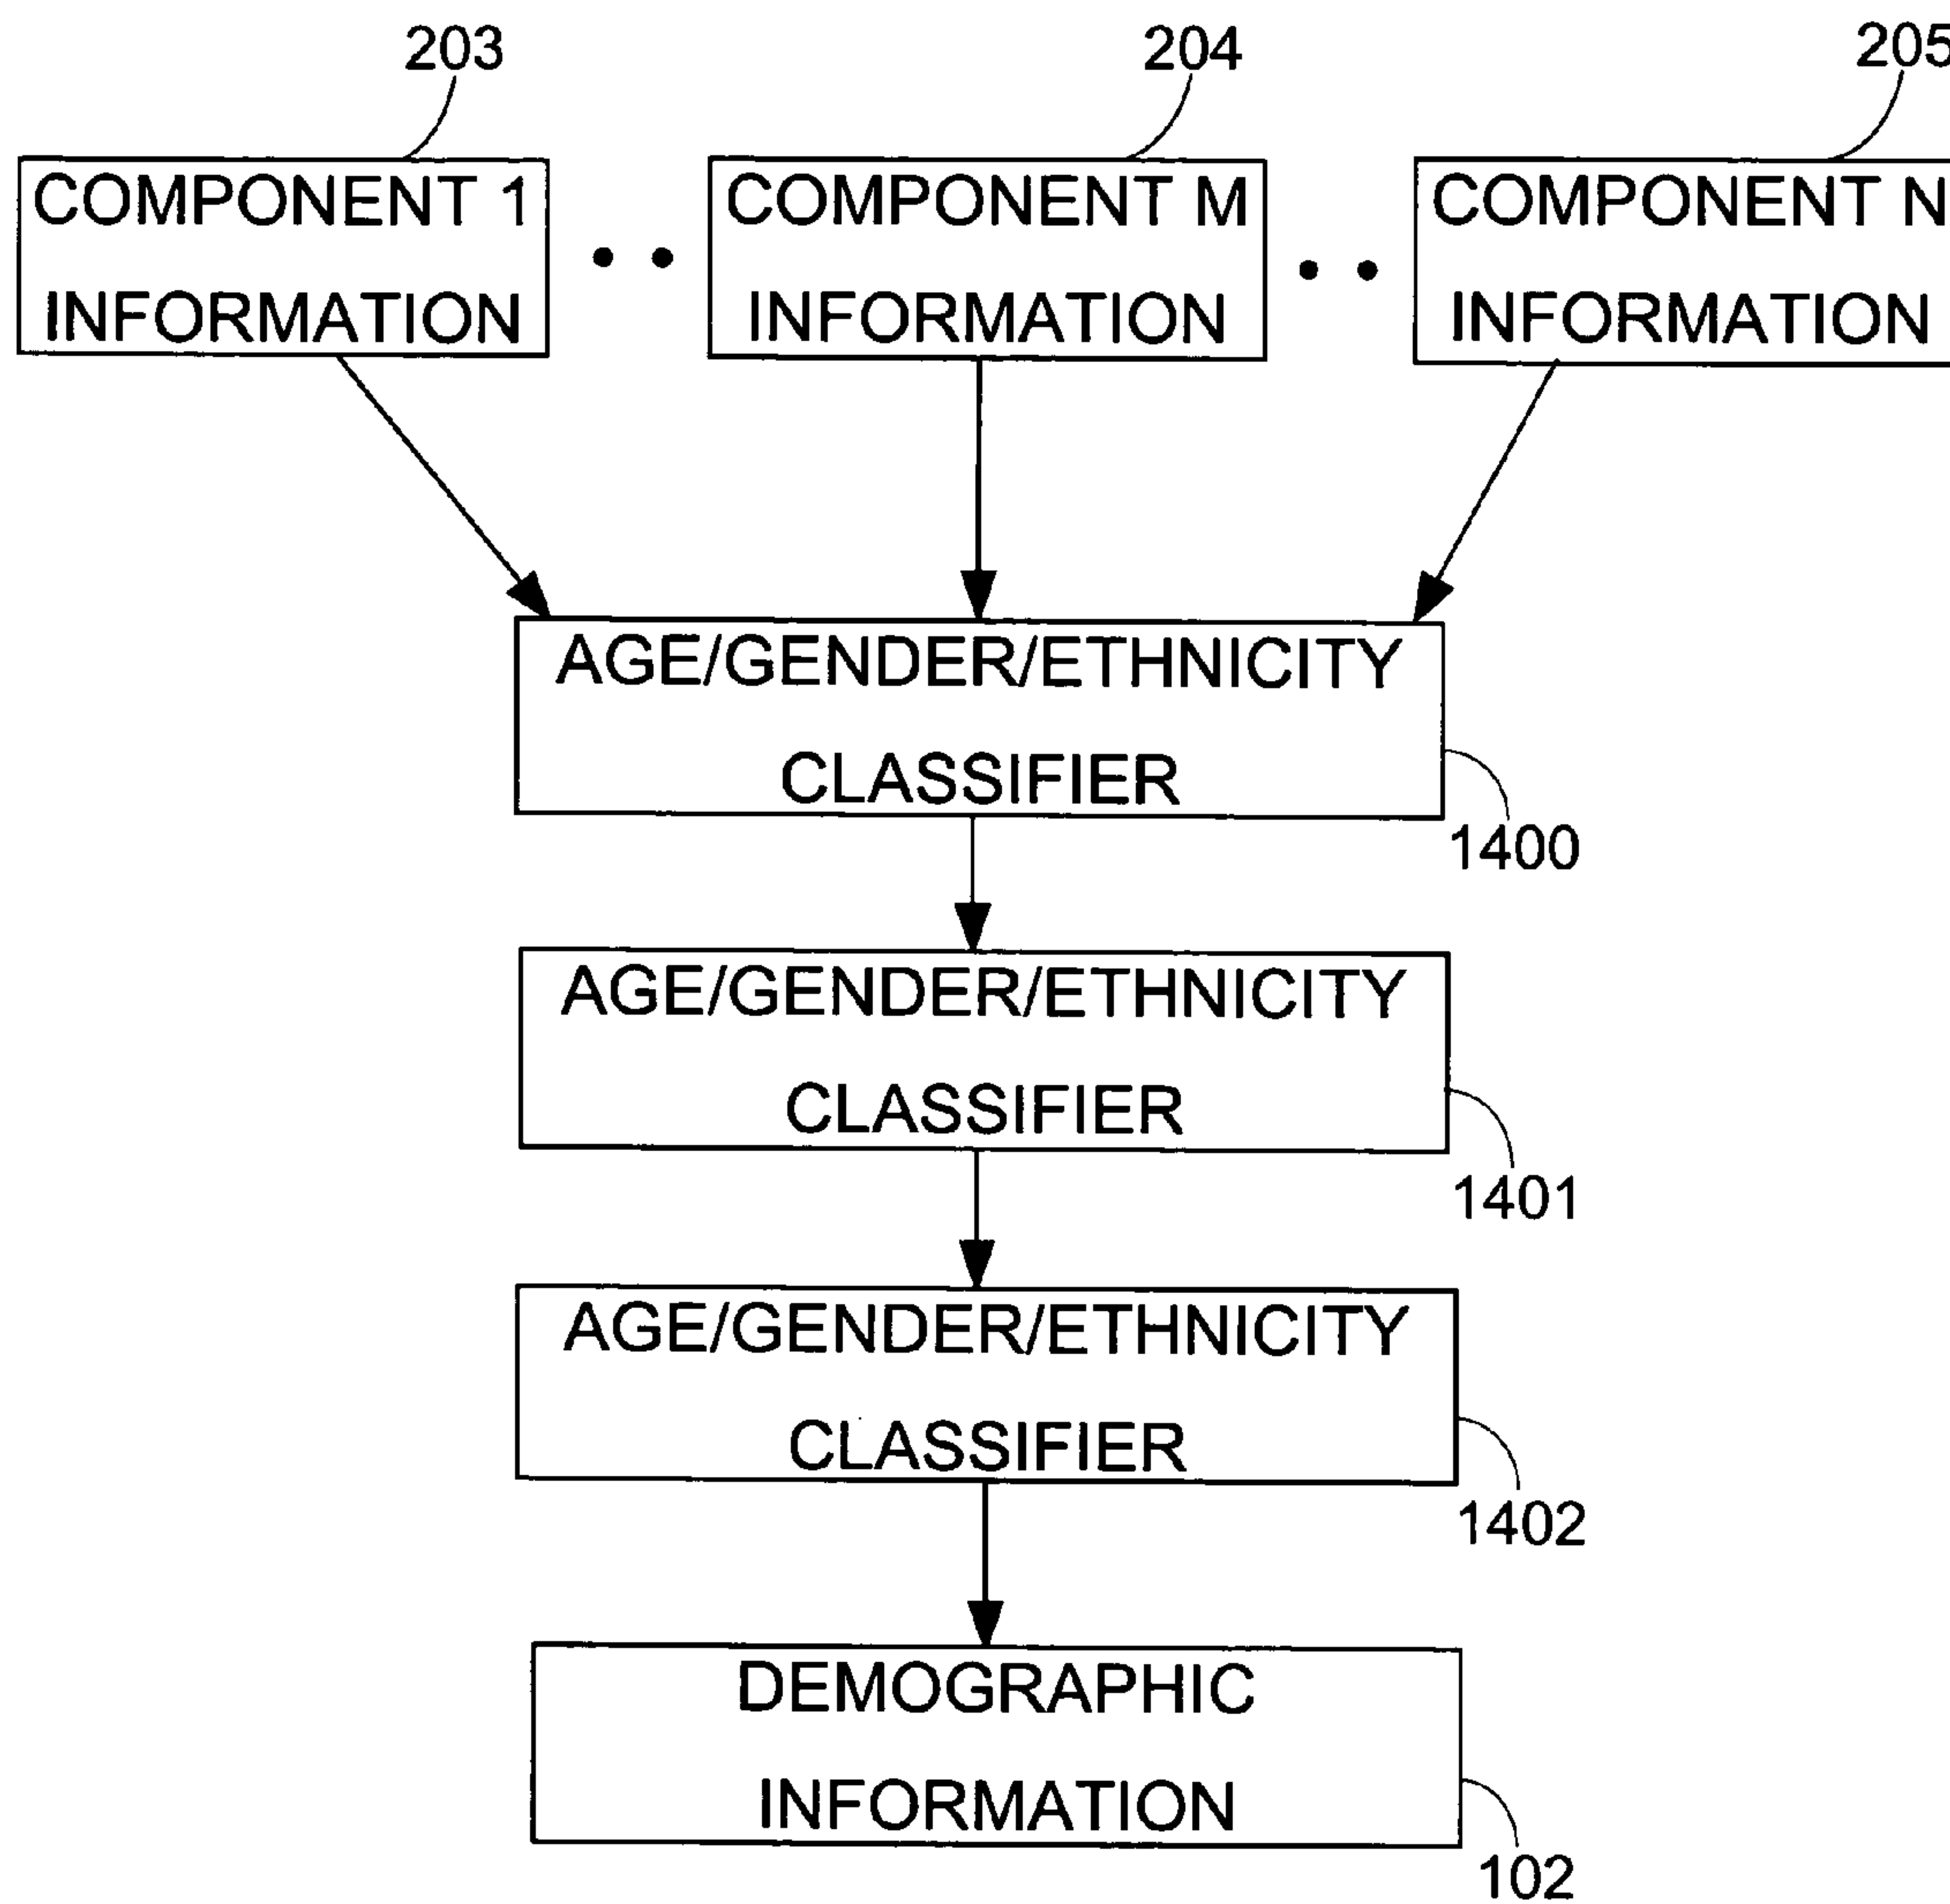 203
204
205
COMPONENT 1
INFORMATION
COMPONENT M
INFORMATION
COMPONENT N
INFORMATION
AGE/GENDER/ETHNICITY
CLASSIFIER
1400
AGE/GENDER/ETHNICITY
CLASSIFIER
1401
AGE/GENDER/ETHNICITY
CLASSIFIER
1402
DEMOGRAPHIC
INFORMATION
102